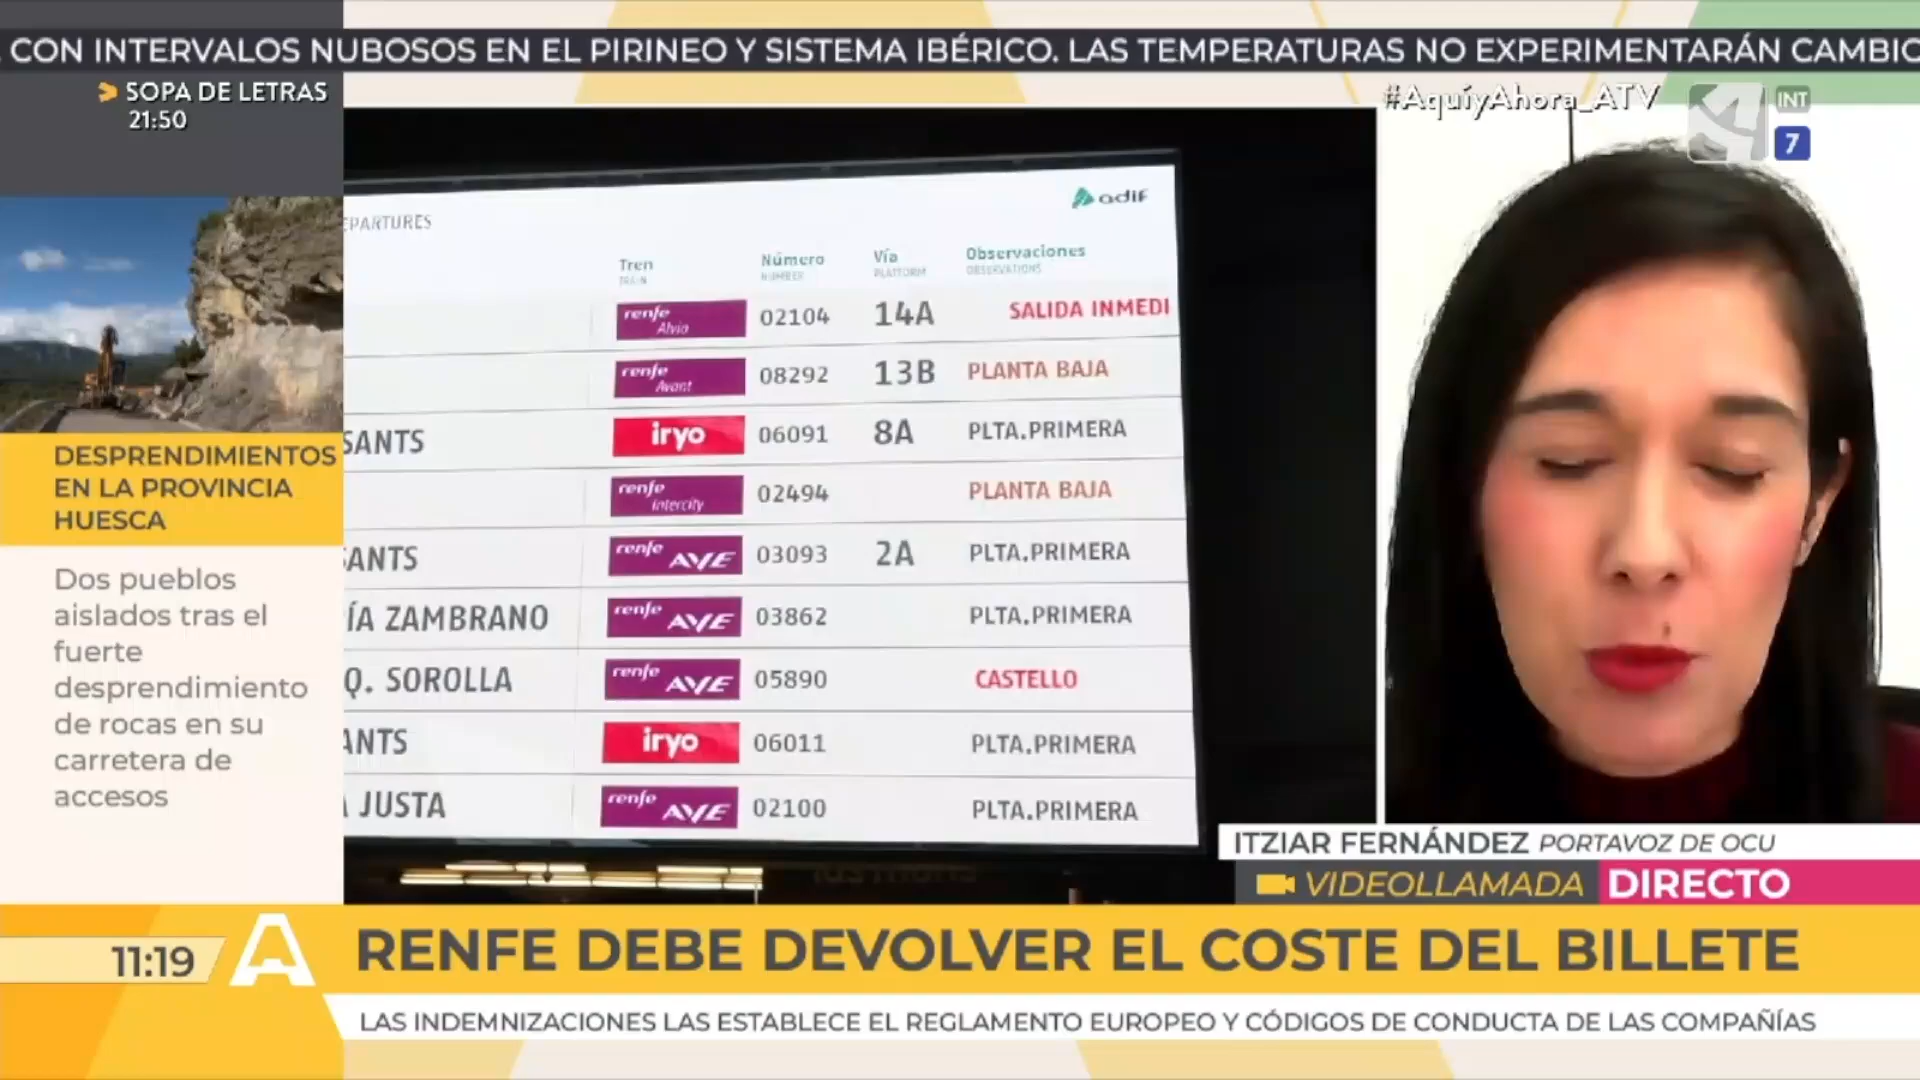 CON INTERVALOS NUBOSOS EN EL PIRINEO Y SISTEMA IBÉRICO. LAS TEMPERATURAS NO EXPERIMENTARÁN CAMBIO
SOPA DE LETRAS
21:50
#AquíyAhora_ATV
INT
7
DESPRENDIMIENTOS
EN LA PROVINCIA
HUESCA
Dos pueblos
aislados tras el
fuerte
desprendimiento
de rocas en su
carretera de
accesos
adif
EPARTURES
Tren Número Vía Observaciones
TRAIN NUMBER PLATFORM OBSERVATIONS
renfe Alvia 02104 14A SALIDA INMEDI
renfe Avant 08292 13B PLANTA BAJA
SANTS iryo 06091 8A PLTA.PRIMERA
renfe Intercity 02494 PLANTA BAJA
SANTS renfe AVE 03093 2A PLTA.PRIMERA
ÍA ZAMBRANO renfe AVE 03862 PLTA.PRIMERA
Q. SOROLLA renfe AVE 05890 CASTELLO
ANTS iryo 06011 PLTA.PRIMERA
JUSTA renfe AVE 02100 PLTA.PRIMERA
ITZIAR FERNÁNDEZ PORTAVOZ DE OCU
VIDEOLLAMADA DIRECTO
11:19
RENFE DEBE DEVOLVER EL COSTE DEL BILLETE
LAS INDEMNIZACIONES LAS ESTABLECE EL REGLAMENTO EUROPEO Y CÓDIGOS DE CONDUCTA DE LAS COMPAÑÍAS